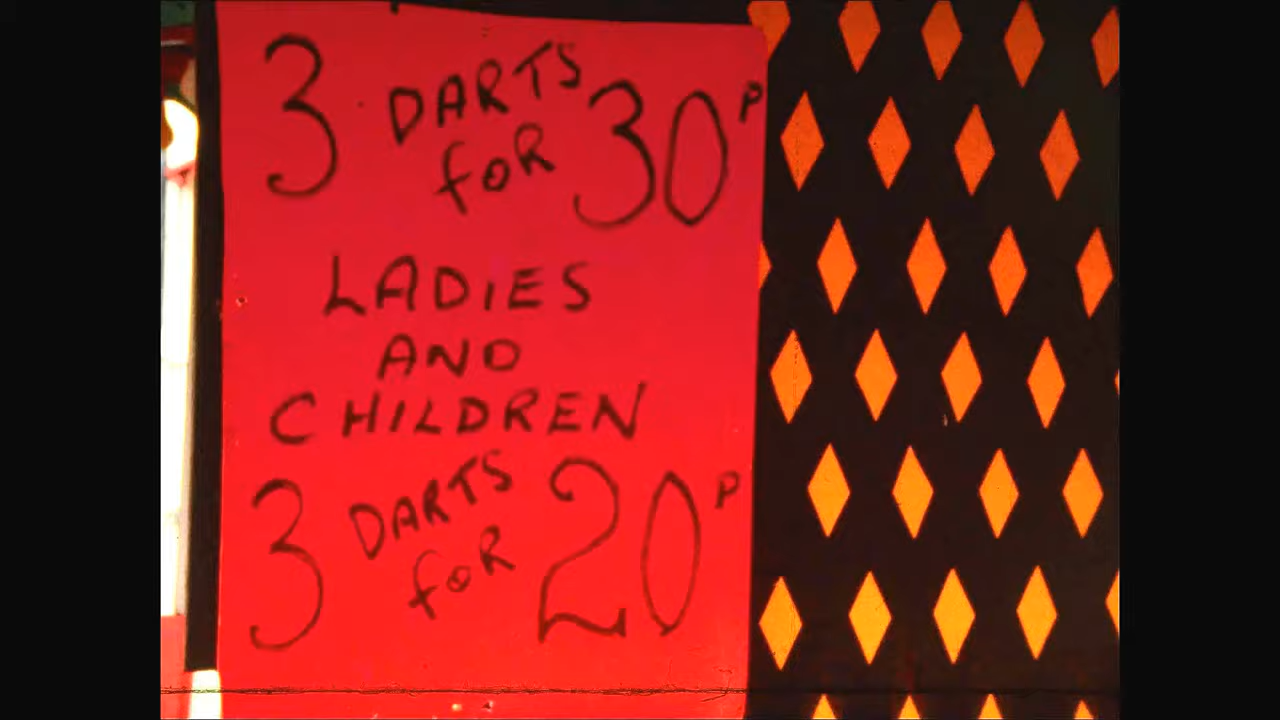 3 DARTS for 30P
LADIES
AND
CHILDREN
3 DARTS for 20P